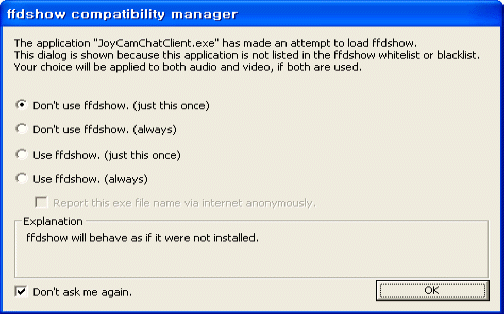 ffdshow compatibility manager
The application "JoyCamChatClient.exe" has made an attempt to load ffdshow.
This dialog is shown because this application is not listed in the ffdshow whitelist or blacklist.
Your choice will be applied to both audio and video, if both are used.
Don't use ffdshow. (just this once)
Don't use ffdshow. (always)
Use ffdshow. (just this once)
Use ffdshow. (always)
Report this exe file name via internet anonymously.
Explanation
ffdshow will behave as if it were not installed.
Don't ask me again.
OK